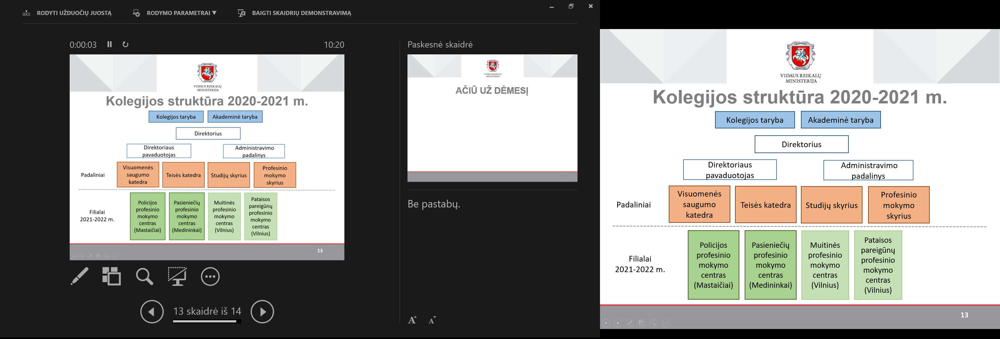 RODYTI UŽDUOČIŲ JUOSTĄ
RODYMO PARAMETRAI ▼
BAIGTI SKAIDRIŲ DEMONSTRAVIMĄ
0:00:03
10:20
VIDAUS REIKALŲ
MINISTERIJA
Kolegijos struktūra 2020-2021 m.
Kolegijos taryba
Akademinė taryba
Direktorius
Direktoriaus
pavaduotojas
Administravimo
padalinys
Padaliniai
Visuomenės
saugumo
katedra
Teisės katedra
Studijų skyrius
Profesinio
mokymo
skyrius
Filialai
2021-2022 m.
Policijos
profesinio
mokymo
centras
(Mastaičiai)
Pasieniečių
profesinio
mokymo
centras
(Medininkai)
Muitinės
profesinio
mokymo
centras
(Vilnius)
Pataisos
pareigūnų
profesinio
mokymo
centras
(Vilnius)
13
13 skaidrė iš 14
Paskesnė skaidrė
VIDAUS REIKALŲ
MINISTERIJA
AČIŪ UŽ DĖMESĮ
14
Be pastabų.
A
A
VIDAUS REIKALŲ
MINISTERIJA
Kolegijos struktūra 2020-2021 m.
Kolegijos taryba
Akademinė taryba
Direktorius
Direktoriaus
pavaduotojas
Administravimo
padalinys
Padaliniai
Visuomenės
saugumo
katedra
Teisės katedra
Studijų skyrius
Profesinio
mokymo
skyrius
Filialai
2021-2022 m.
Policijos
profesinio
mokymo
centras
(Mastaičiai)
Pasieniečių
profesinio
mokymo
centras
(Medininkai)
Muitinės
profesinio
mokymo
centras
(Vilnius)
Pataisos
pareigūnų
profesinio
mokymo
centras
(Vilnius)
13